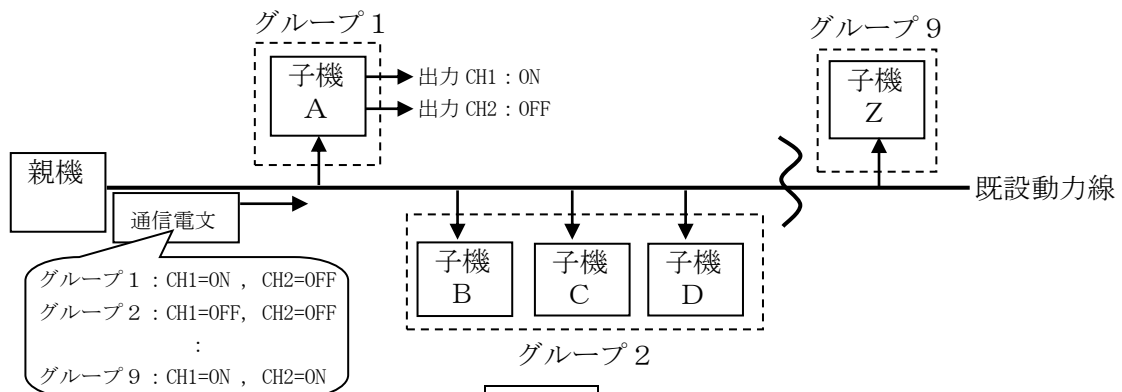 グループ1
グループ9
子機
A
出力 CH1：ON
出力 CH2：OFF
子機
Z
親機
既設動力線
通信電文
子機
B
子機
C
子機
D
グループ1：CH1=ON , CH2=OFF
グループ2：CH1=OFF, CH2=OFF
:
グループ9：CH1=ON , CH2=ON
グループ2